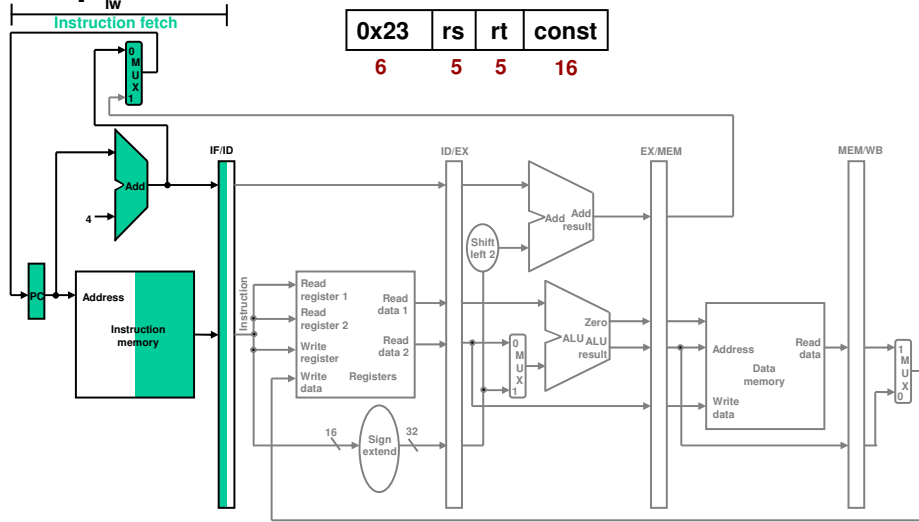 lw
Instruction fetch
0x23 rs rt const
6 5 5 16
0
M
U
X
1
IF/ID
ID/EX
EX/MEM
MEM/WB
Add
4
Shift
left 2
Add
Add
result
PC
Address
Instruction
memory
Instruction
Read
register 1
Read
register 2
Write
register
Write
data
Registers
Read
data 1
Read
data 2
0
M
U
X
1
Zero
ALU
ALU
result
Address
Read
data
Data
memory
Write
data
1
M
U
X
0
16
Sign
extend
32